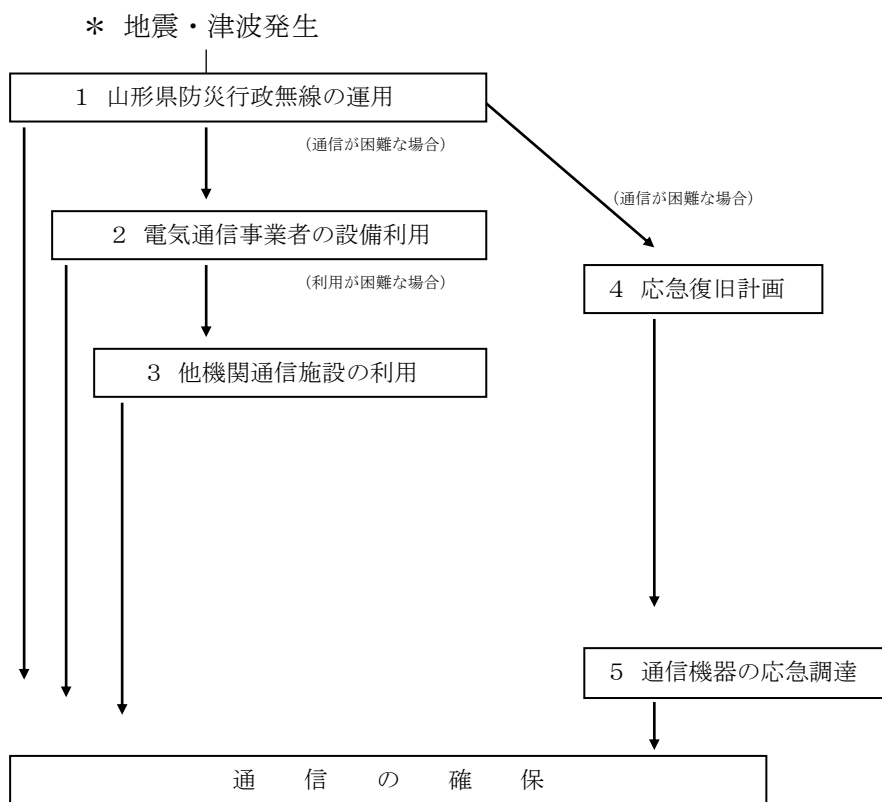 ＊ 地震・津波発生
１ 山形県防災行政無線の運用
(通信が困難な場合)
(通信が困難な場合)
２ 電気通信事業者の設備利用
(利用が困難な場合)
４ 応急復旧計画
３ 他機関通信施設の利用
５ 通信機器の応急調達
通 信 の 確 保